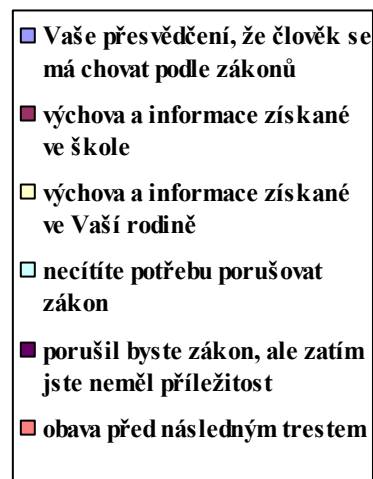 Vaše přesvědčení, že člověk se
má chovat podle zákonů
výchova a informace získané
ve škole
výchova a informace získané
ve Vaší rodině
necítíte potřebu porušovat
zákon
porušil byste zákon, ale zatím
jste neměl příležitost
obava před následným trestem